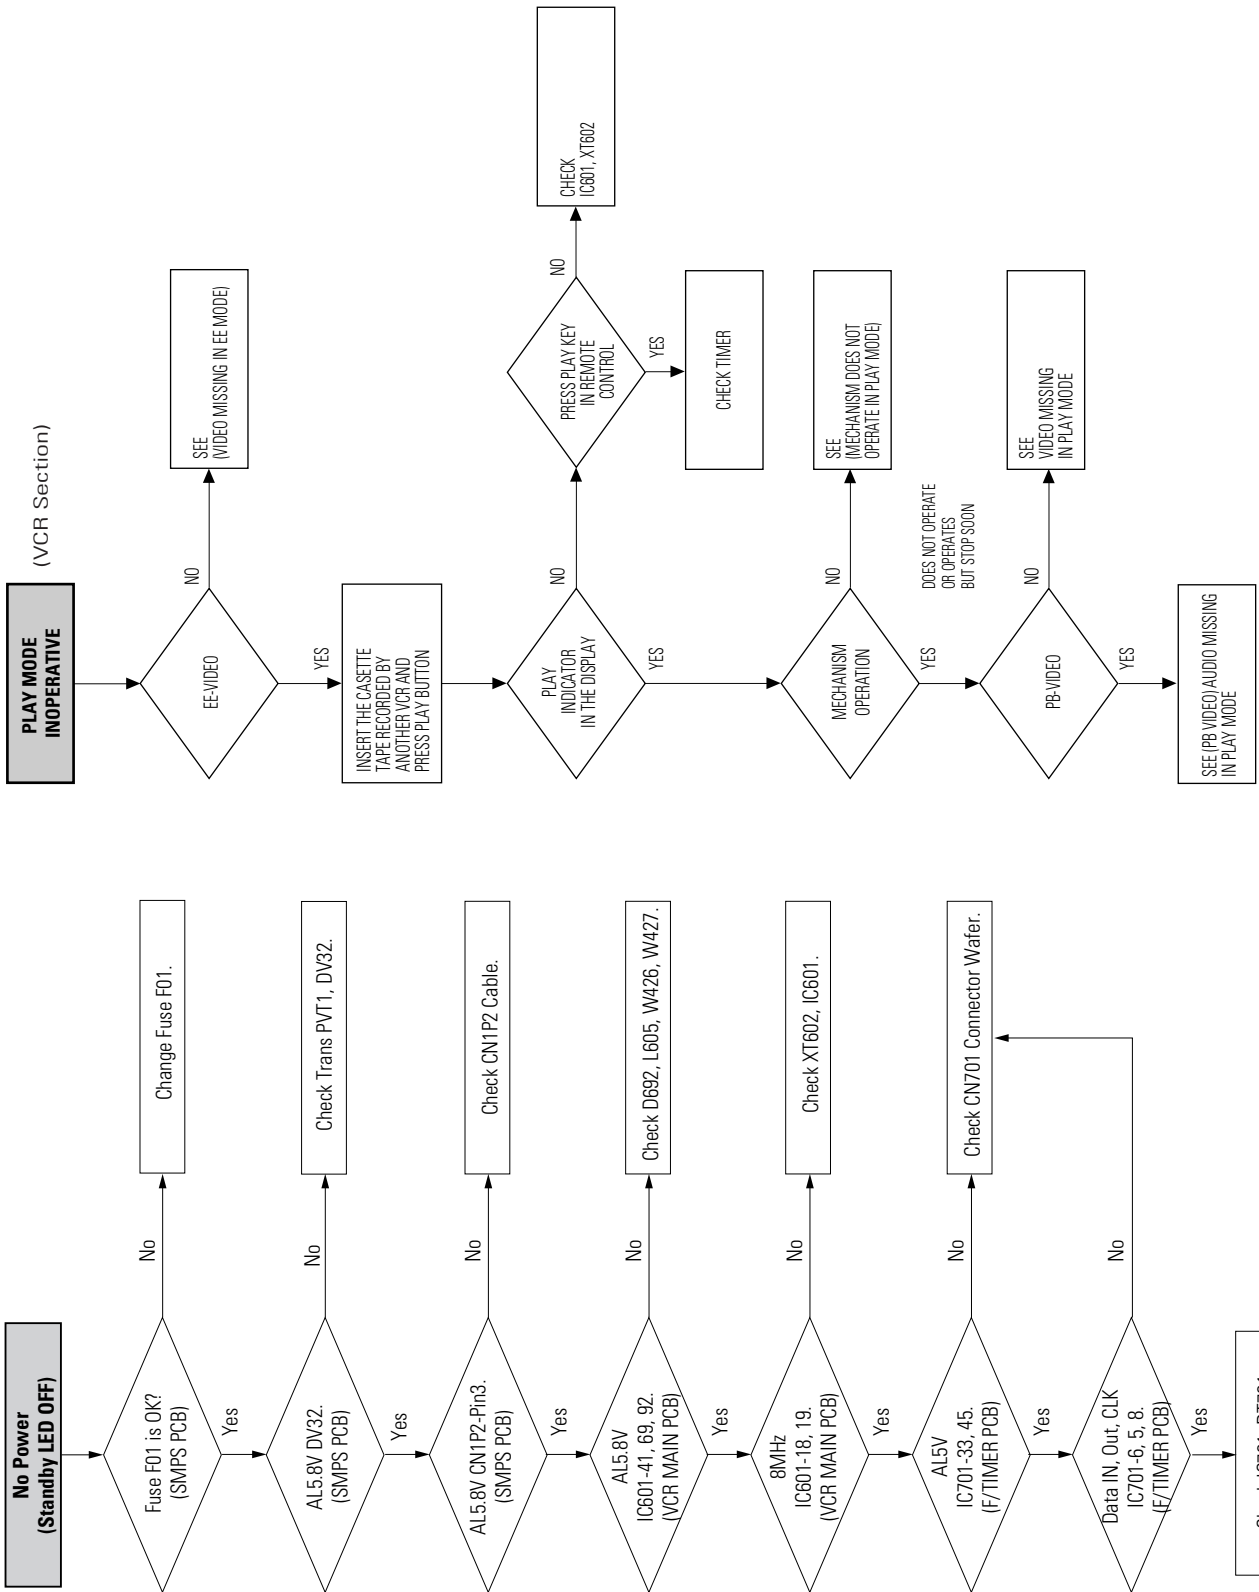 No Power
(Standby LED OFF)
Fuse F01 is OK?
(SMPS PCB)
No
Change Fuse F01.
Yes
AL5.8V DV32.
(SMPS PCB)
No
Check Trans PVT1, DV32.
Yes
AL5.8V CN1P2-Pin3.
(SMPS PCB)
No
Check CN1P2 Cable.
Yes
AL5.8V
IC601-41, 69, 92.
(VCR MAIN PCB)
No
Check D692, L605, W426, W427.
Yes
8MHz
IC601-18, 19.
(VCR MAIN PCB)
No
Check XT602, IC601.
Yes
AL5V
IC701-33, 45.
(F/TIMER PCB)
No
Check CN701 Connector Wafer.
Yes
Data IN, Out, CLK
IC701-6, 5, 8.
(F/TIMER PCB)
No
Yes
(VCR Section)
PLAY MODE
INOPERATIVE
EE-VIDEO
NO
SEE
(VIDEO MISSING IN EE MODE)
YES
INSERT THE CASETTE
TAPE RECORDED BY
ANOTHER VCR AND
PRESS PLAY BUTTON
PLAY
INDICATOR
IN THE DISPLAY
NO
PRESS PLAY KEY
IN REMOTE
CONTROL
NO
CHECK
IC601, XT602
YES
CHECK TIMER
YES
MECHANISM
OPERATION
NO
SEE
(MECHANISM DOES NOT
OPERATE IN PLAY MODE)
DOES NOT OPERATE
OR OPERATES
BUT STOP SOON
YES
PB-VIDEO
NO
SEE
VIDEO MISSING
IN PLAY MODE
YES
SEE (PB VIDEO) AUDIO MISSING
IN PLAY MODE